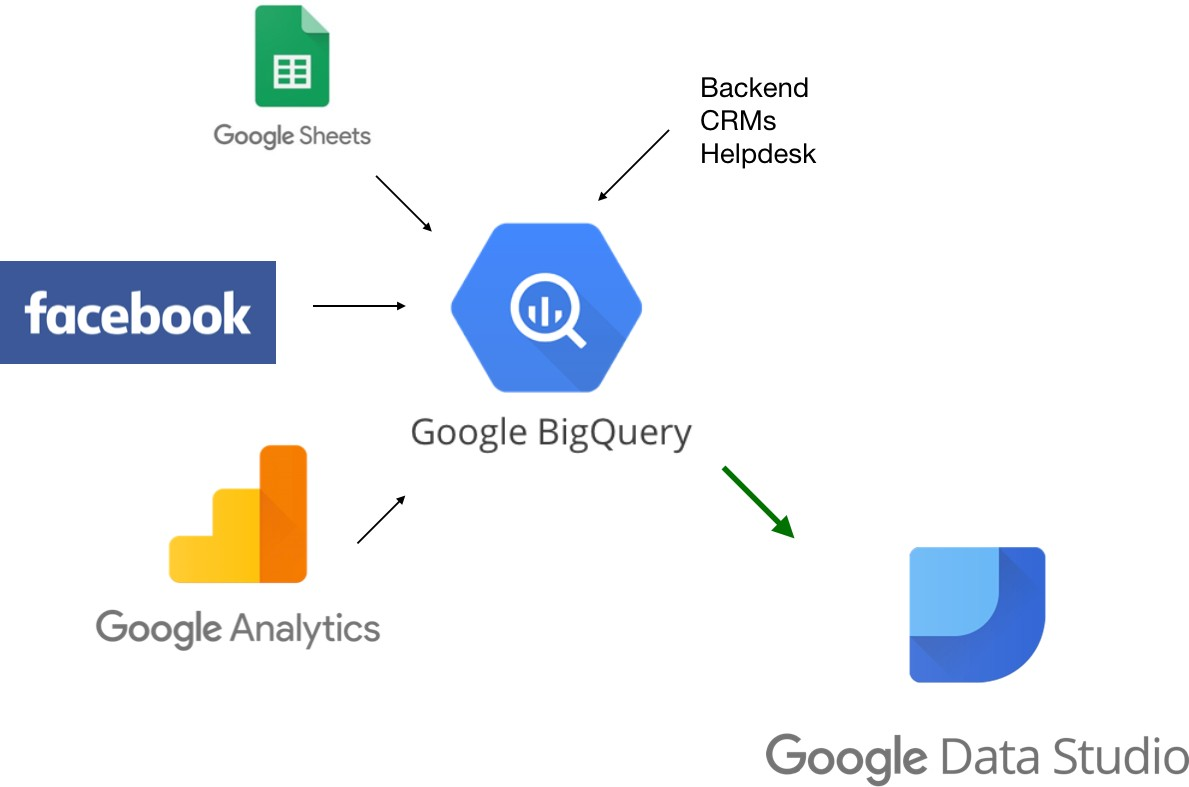 Google Sheets
Backend
CRMs
Helpdesk
facebook
Google BigQuery
Google Analytics
Google Data Studio